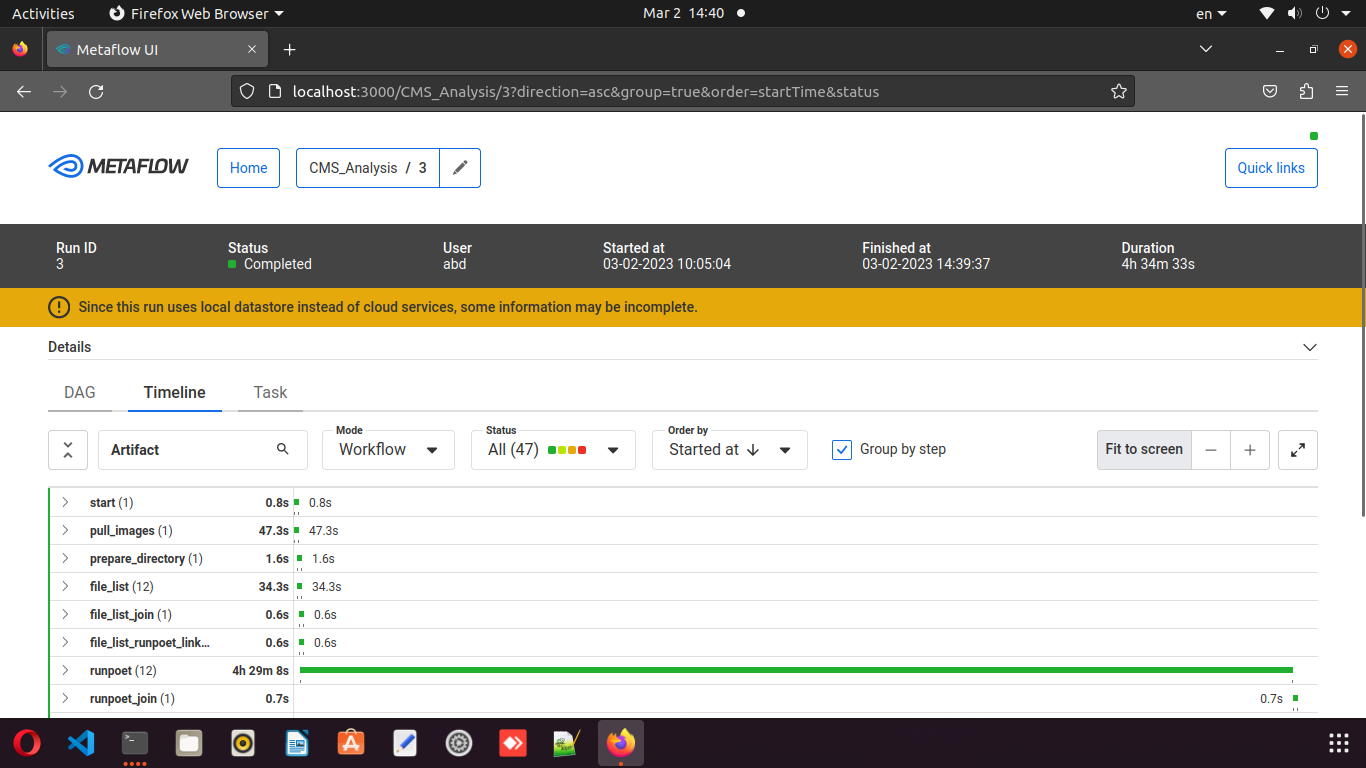 Activities Firefox Web Browser Mar 2 14:40 en
Metaflow UI
localhost:3000/CMS_Analysis/3?direction=asc&group=true&order=startTime&status
METAFLOW Home CMS_Analysis / 3 Quick links
Run ID Status User Started at Finished at Duration
3 Completed abd 03-02-2023 10:05:04 03-02-2023 14:39:37 4h 34m 33s
Since this run uses local datastore instead of cloud services, some information may be incomplete.
Details
DAG Timeline Task
Mode Status Order by
Artifact Workflow All (47) Started at Group by step Fit to screen
start (1) 0.8s 0.8s
pull_images (1) 47.3s 47.3s
prepare_directory (1) 1.6s 1.6s
file_list (12) 34.3s 34.3s
file_list_join (1) 0.6s 0.6s
file_list_runpoet_link... 0.6s 0.6s
runpoet (12) 4h 29m 8s
runpoet_join (1) 0.7s 0.7s